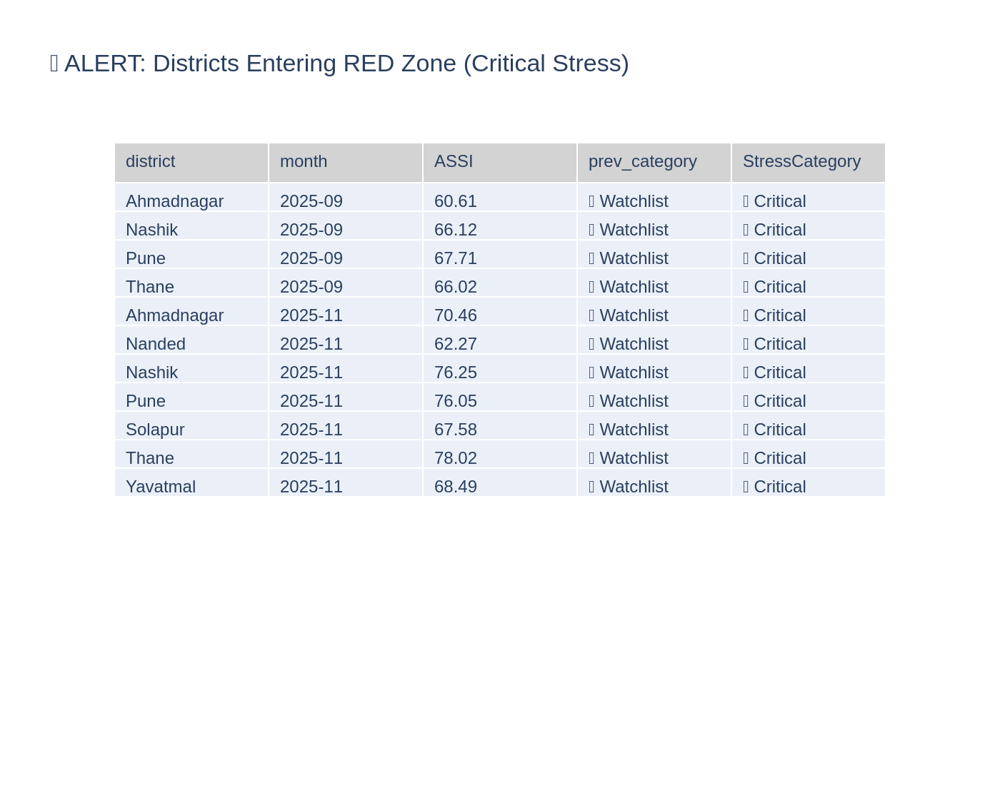 ▯ ALERT: Districts Entering RED Zone (Critical Stress)
district month ASSI prev_category StressCategory
Ahmadnagar 2025-09 60.61 ▯ Watchlist ▯ Critical
Nashik 2025-09 66.12 ▯ Watchlist ▯ Critical
Pune 2025-09 67.71 ▯ Watchlist ▯ Critical
Thane 2025-09 66.02 ▯ Watchlist ▯ Critical
Ahmadnagar 2025-11 70.46 ▯ Watchlist ▯ Critical
Nanded 2025-11 62.27 ▯ Watchlist ▯ Critical
Nashik 2025-11 76.25 ▯ Watchlist ▯ Critical
Pune 2025-11 76.05 ▯ Watchlist ▯ Critical
Solapur 2025-11 67.58 ▯ Watchlist ▯ Critical
Thane 2025-11 78.02 ▯ Watchlist ▯ Critical
Yavatmal 2025-11 68.49 ▯ Watchlist ▯ Critical